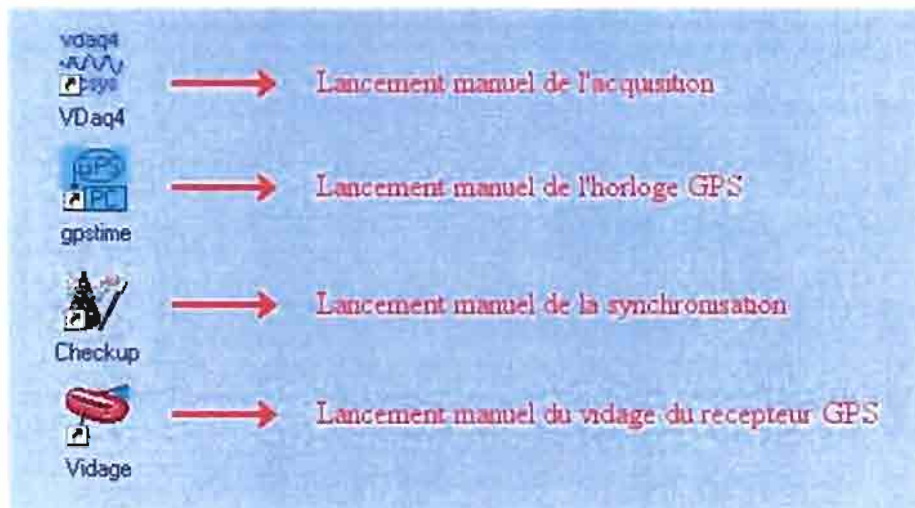 vdaq4
VDaq4
Lancement manuel de l'acquisition
GPS
PC
gpstime
Lancement manuel de l'horloge GPS
Checkup
Lancement manuel de la synchronisation
Vidage
Lancement manuel du vidage du recepteur GPS